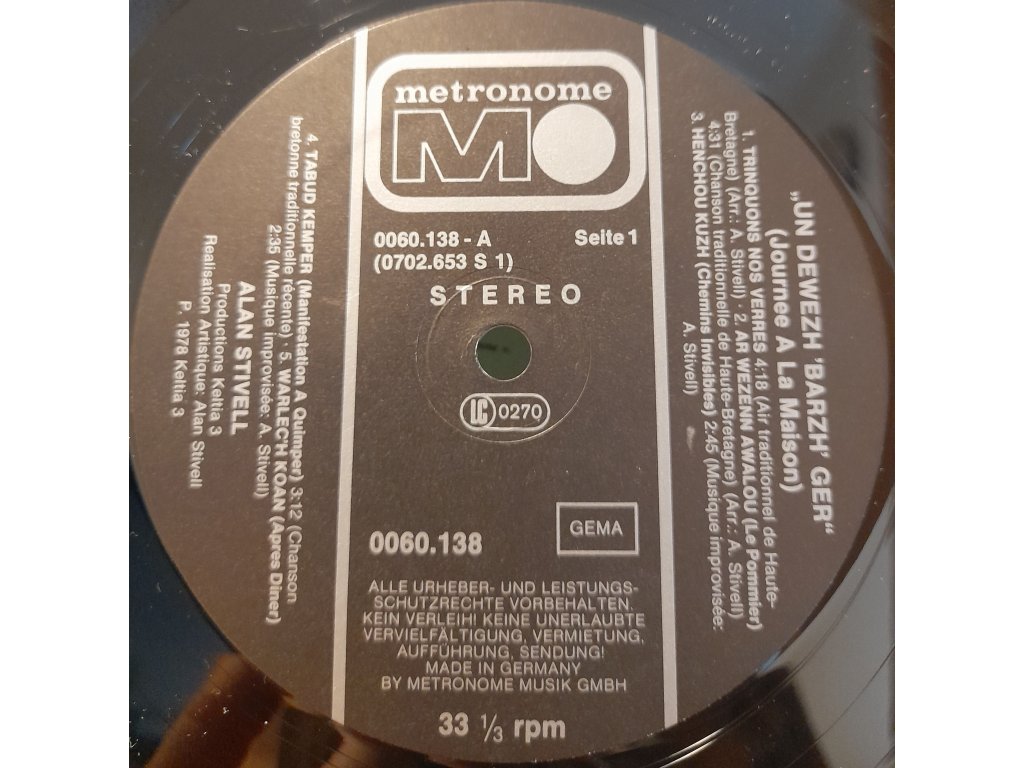 metronome
M
0060.138 - A Seite 1
(0702.653 S 1)
STEREO
LC 0270
0060.138 GEMA
ALLE URHEBER- UND LEISTUNGS-
SCHUTZRECHTE VORBEHALTEN.
KEIN VERLEIH! KEINE UNERLAUBTE
VERVIELFÄLTIGUNG, VERMIETUNG,
AUFFÜHRUNG, SENDUNG!
MADE IN GERMANY
BY METRONOME MUSIK GMBH
33 ⅓ rpm
„UN DEWEZH 'BARZH' GER“
(Journee A La Maison)
1. TRINQUONS NOS VERRES 4:18 (Air traditionnel de Haute-
Bretagne) (Arr.: A. Stivell) · 2. AR WEZENN AWALOU (Le Pommier)
4:31 (Chanson traditionnelle de Haute-Bretagne) (Arr.: A. Stivell)
3. HENCHOU KUZH (Chemins Invisibles) 2:45 (Musique improvisée:
A. Stivell)
4. TABUD KEMPER (Manifestation A Quimper) 3:12 (Chanson
bretonne traditionnelle récente) · 5. WARLEC'H KOAN (Apres Diner)
2:35 (Musique improvisée: A. Stivell)
ALAN STIVELL
Productions Keltia 3
Realisation Artistique: Alan Stivell
P. 1978 Keltia 3